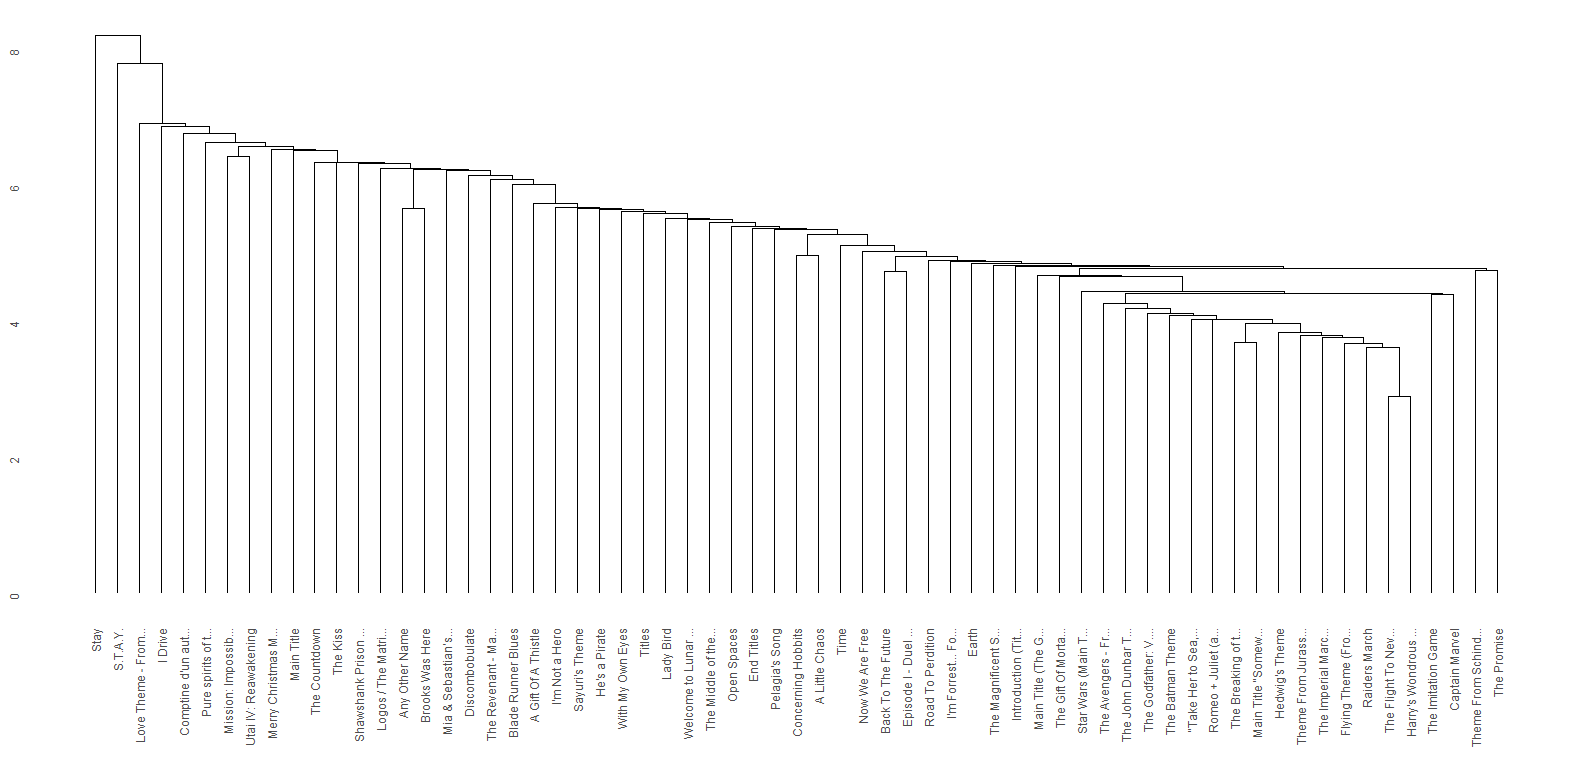 8
6
4
2
0
Stay
S.T.A.Y.
Love Theme - From...
I Drive
Comptine d'un aut...
Pure spirits of t...
Mission: Impossib...
Utai IV: Reawakening
Merry Christmas M...
Main Title
The Countdown
The Kiss
Shawshank Prison ...
Logos / The Matri...
Any Other Name
Brooks Was Here
Mia & Sebastian's...
Discombobulate
The Revenant - Ma...
Blade Runner Blues
A Gift Of A Thistle
I'm Not a Hero
Sayuri's Theme
He's a Pirate
With My Own Eyes
Titles
Lady Bird
Welcome to Lunar ...
The Middle of the...
Open Spaces
End Titles
Pelagia's Song
Concerning Hobbits
A Little Chaos
Time
Now We Are Free
Back To The Future
Episode I - Duel ...
Road To Perdition
I'm Forrest... Fo...
Earth
The Magnificent S...
Introduction (Tit...
Main Title (The G...
The Gift Of Morta...
Star Wars (Main T...
The Avengers - Fr...
The John Dunbar T...
The Godfather: V....
The Batman Theme
"Take Her to Sea,...
Romeo + Juliet (a...
The Breaking of t...
Main Title "Somew...
Hedwig's Theme
Theme From Jurass...
The Imperial Marc...
Flying Theme (Fro...
Raiders March
The Flight To Nev...
Harry's Wondrous ...
The Imitation Game
Captain Marvel
Theme From Schind...
The Promise